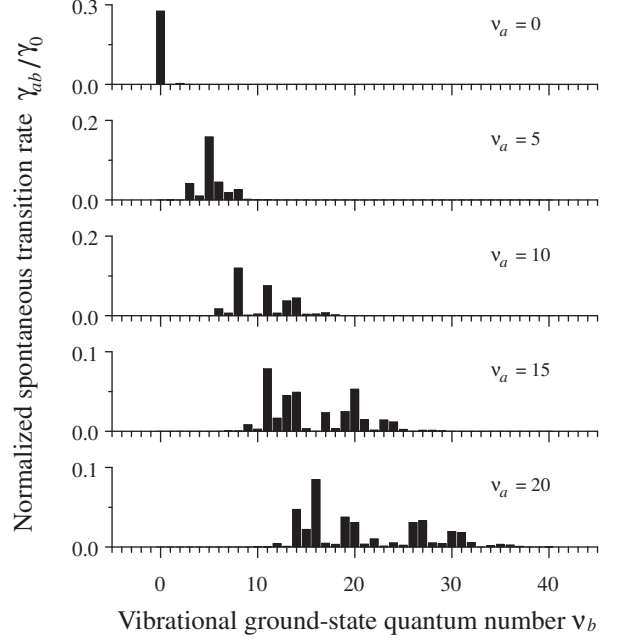 Normalized spontaneous transition rate γab/γ0
0.3
0.0
νa = 0
0.2
0.0
νa = 5
0.2
0.0
νa = 10
0.1
0.0
νa = 15
0.1
0.0
νa = 20
0 10 20 30 40
Vibrational ground-state quantum number νb